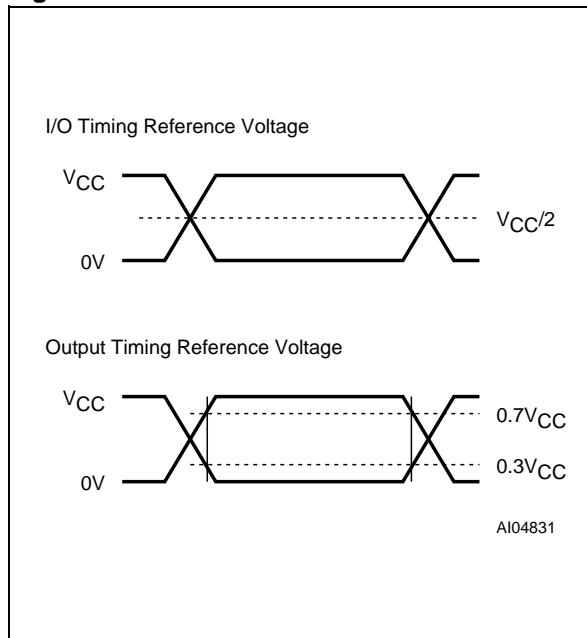 I/O Timing Reference Voltage
VCC
VCC/2
0V
Output Timing Reference Voltage
VCC
0.7VCC
0.3VCC
0V
AI04831